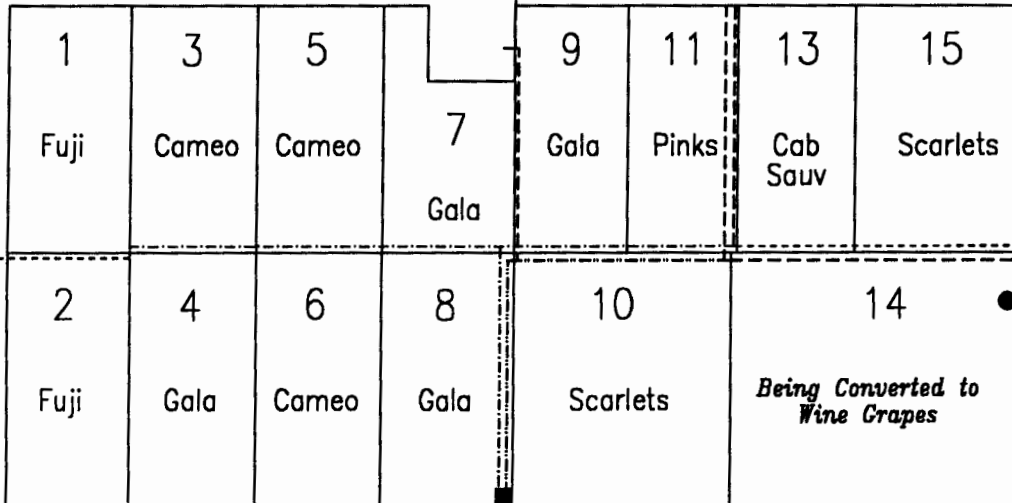 1
3
5
7
9
11
13
15
Fuji
Cameo
Cameo
Gala
Gala
Pinks
Cab
Sauv
Scarlets
2
4
6
8
10
14
Fuji
Gala
Cameo
Gala
Scarlets
Being Converted to
Wine Grapes